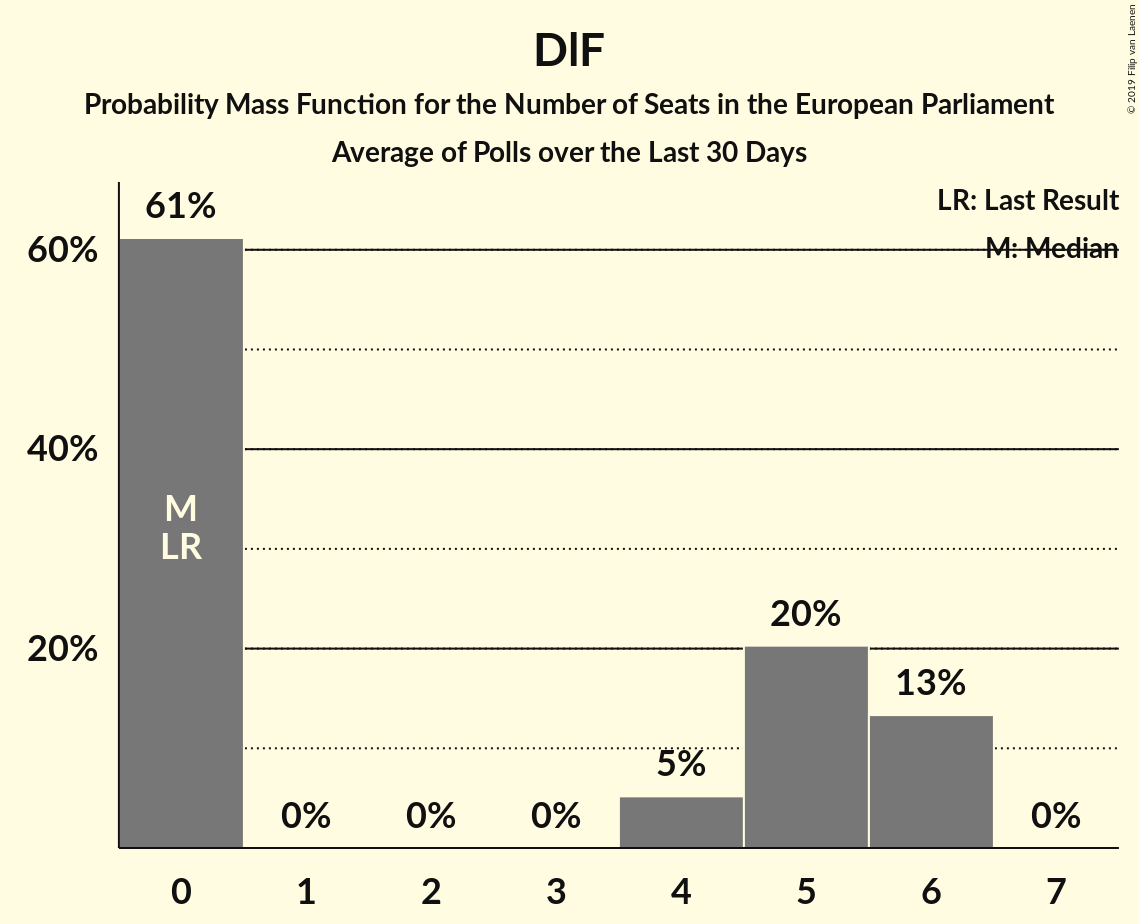 DlF
Probability Mass Function for the Number of Seats in the European Parliament
Average of Polls over the Last 30 Days
© 2019 Filip van Laenen
LR: Last Result
M: Median
61%
60%
40%
20%
M
LR
0%
0%
0%
5%
20%
13%
0%
0
1
2
3
4
5
6
7